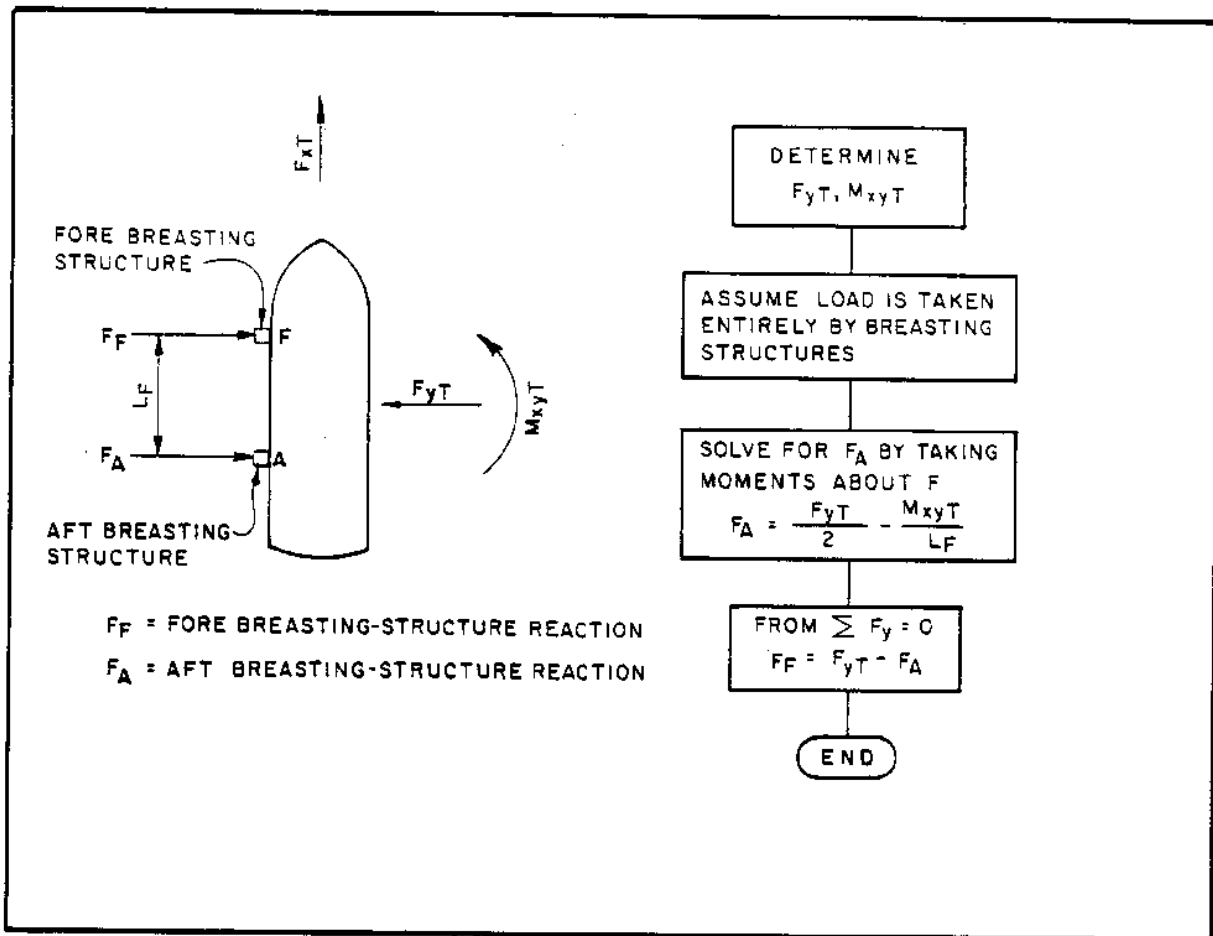 FxT
FORE BREASTING
STRUCTURE
FF
F
LF
FyT
MxyT
FA
A
AFT BREASTING
STRUCTURE
FF = FORE BREASTING-STRUCTURE REACTION
FA = AFT BREASTING-STRUCTURE REACTION
DETERMINE
FyT, MxyT
ASSUME LOAD IS TAKEN
ENTIRELY BY BREASTING
STRUCTURES
SOLVE FOR FA BY TAKING
MOMENTS ABOUT F
FA = FyT/2 - MxyT/LF
FROM ∑ Fy = 0
FF = FyT - FA
END